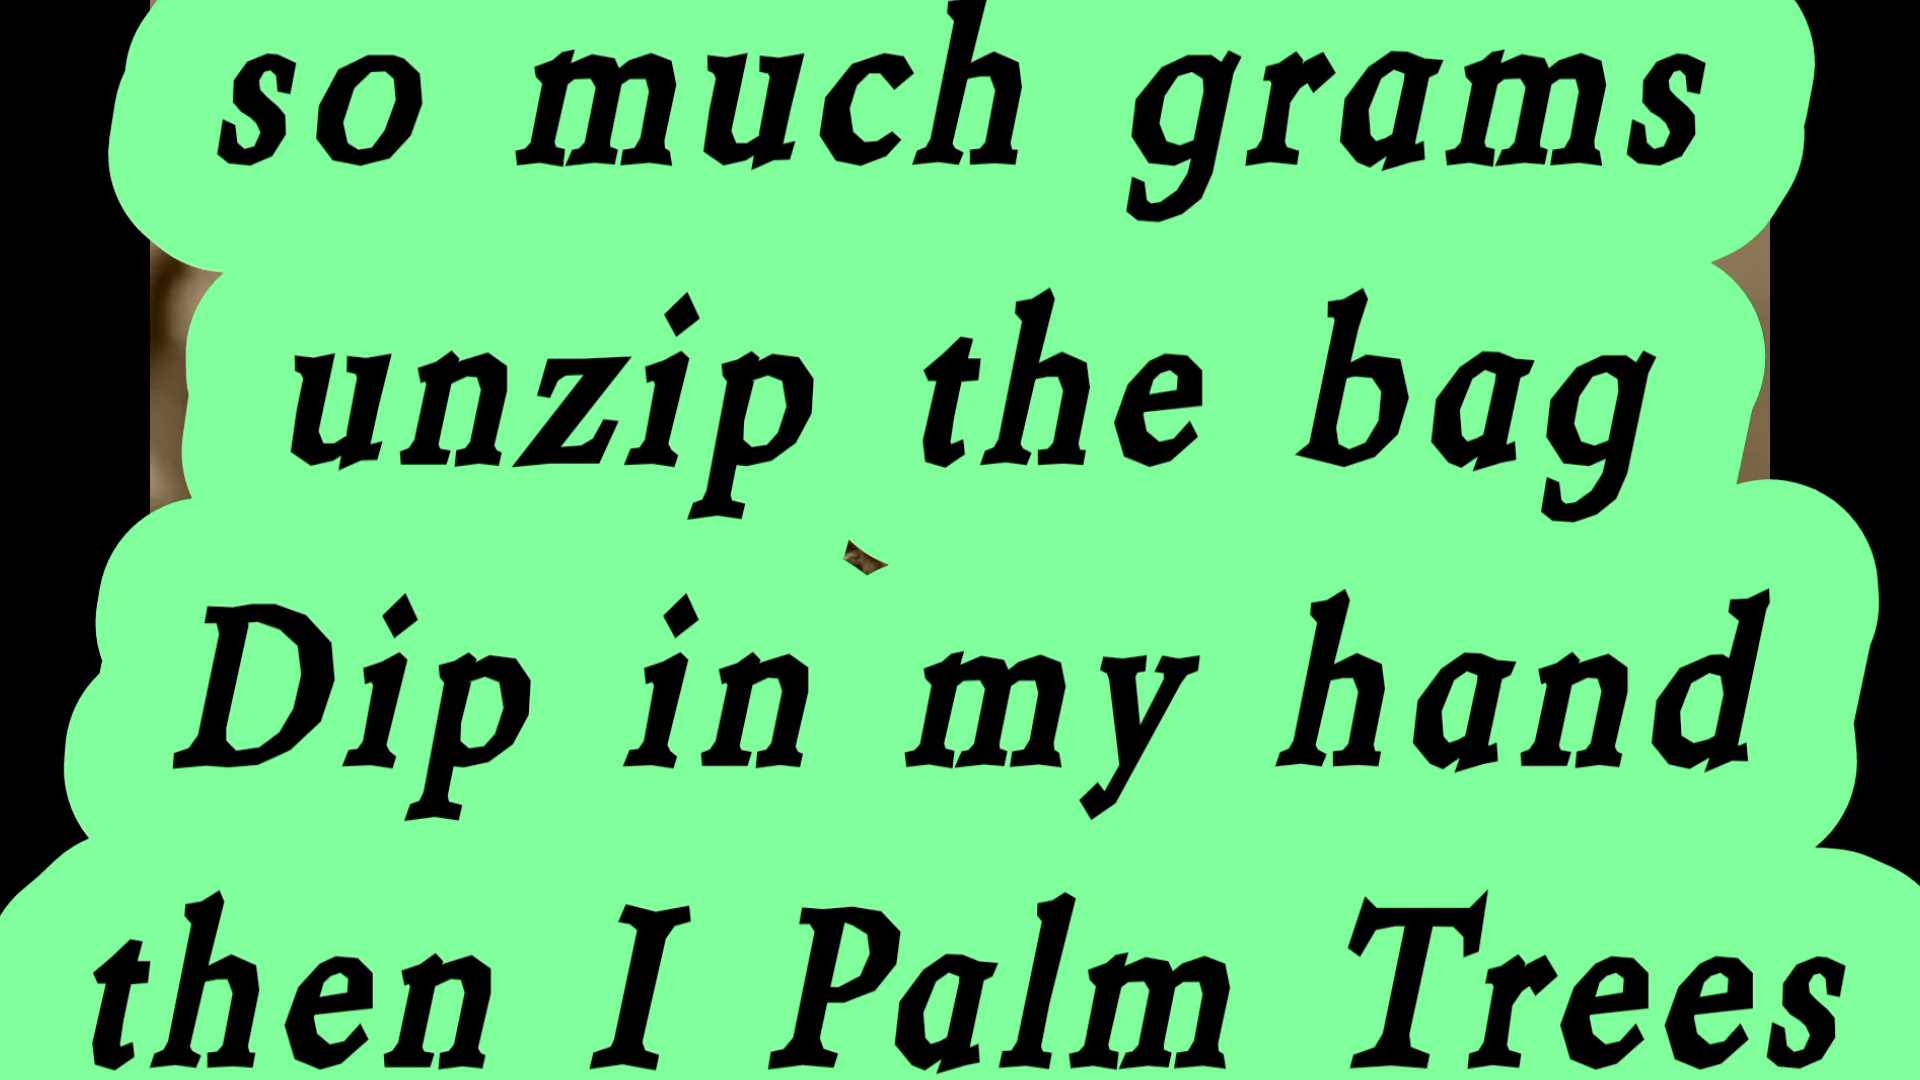 so much grams
unzip the bag
Dip in my hand
then I Palm Trees